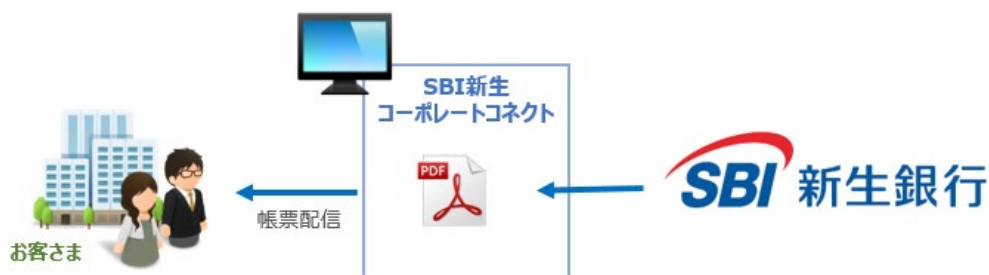 SBI新生
コーポレートコネクト
PDF
SBI 新生銀行
帳票配信
お客さま